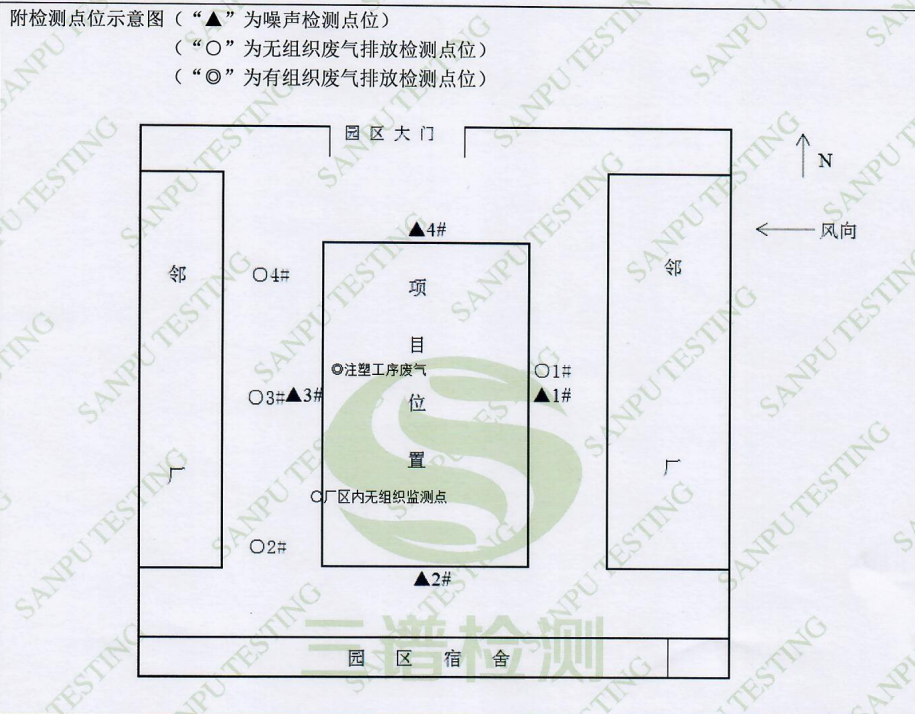 附检测点位示意图（“▲”为噪声检测点位）
（“○”为无组织废气排放检测点位）
（“◎”为有组织废气排放检测点位）
园区大门
N
风向
▲4#
邻
厂
○4#
项
目
位
置
邻
厂
◎注塑工序废气
○1#
▲1#
○3#▲3#
○厂区内无组织监测点
○2#
▲2#
三谱检测
园区宿舍
SANPU TESTING